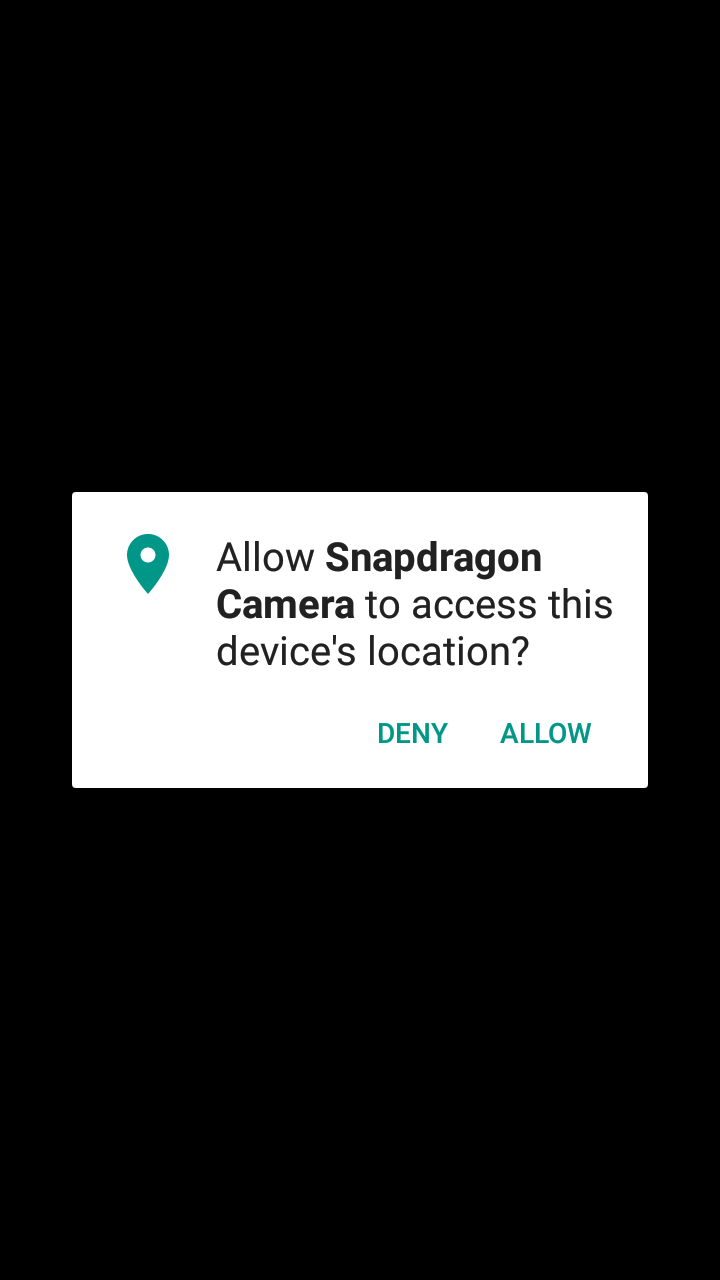 Allow Snapdragon
Camera to access this
device's location?
DENY ALLOW